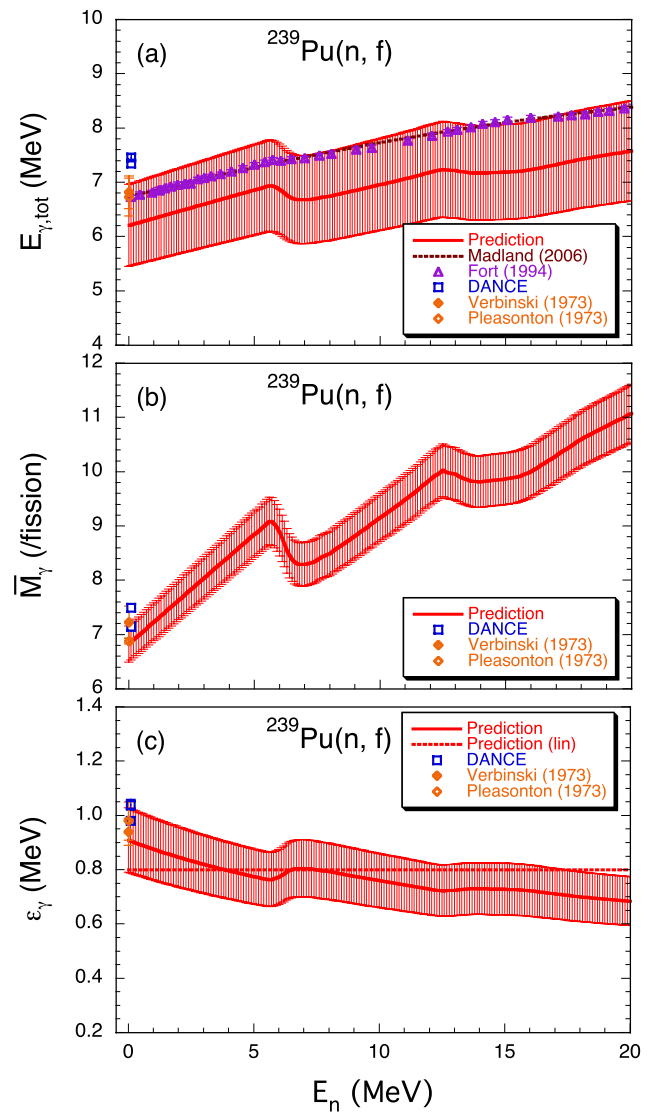 (a)
²³⁹Pu(n, f)
10
9
8
7
6
5
4
E_γ,tot (MeV)
Prediction
Madland (2006)
Fort (1994)
DANCE
Verbinski (1973)
Pleasonton (1973)
(b)
²³⁹Pu(n, f)
12
11
10
9
8
7
6
M̅_γ (/fission)
Prediction
DANCE
Verbinski (1973)
Pleasonton (1973)
(c)
²³⁹Pu(n, f)
1.4
1.2
1.0
0.8
0.6
0.4
0.2
ε_γ (MeV)
Prediction
Prediction (lin)
DANCE
Verbinski (1973)
Pleasonton (1973)
0 5 10 15 20
E_n (MeV)